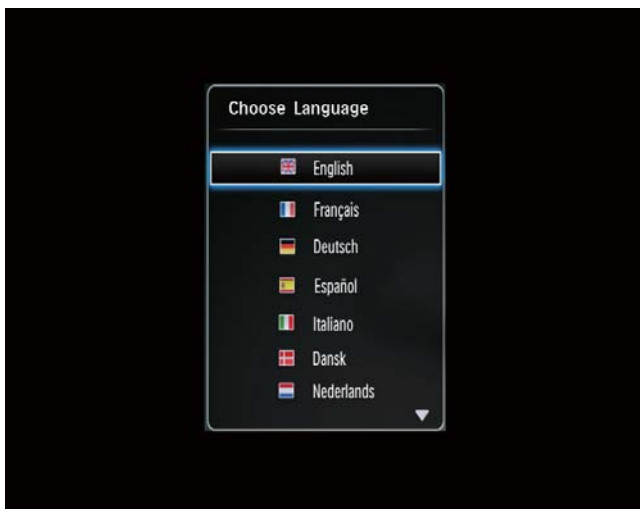 Choose Language
English
Français
Deutsch
Español
Italiano
Dansk
Nederlands